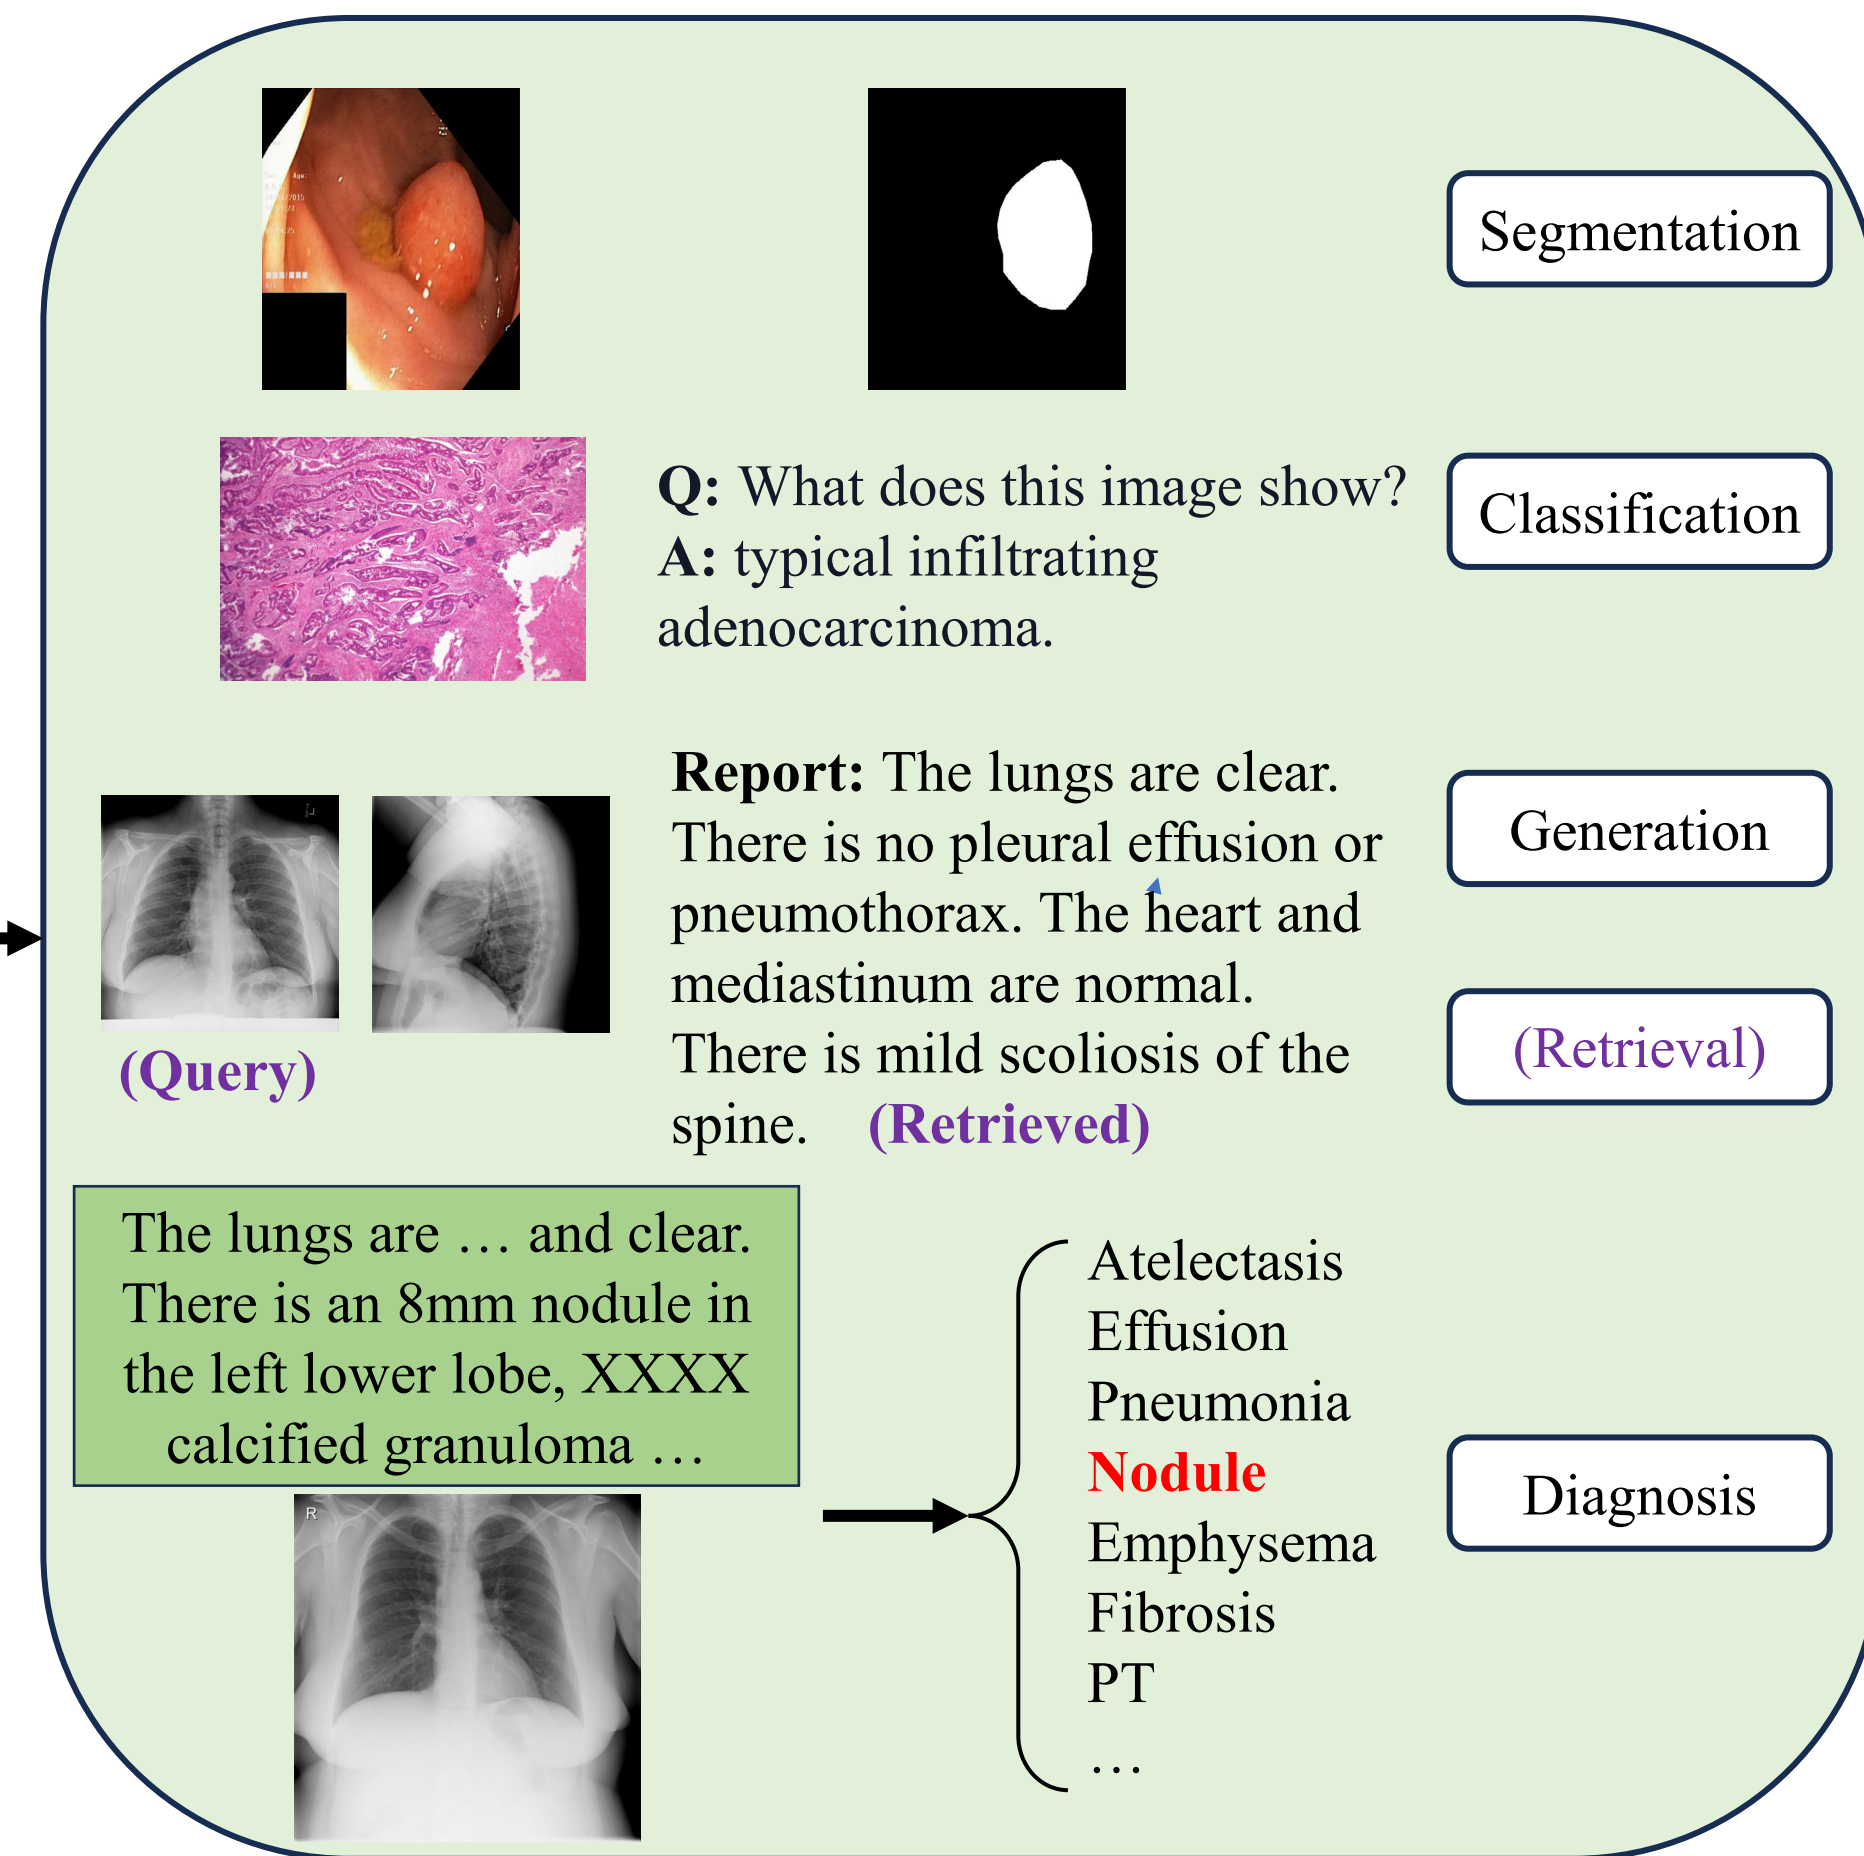 Segmentation
Q: What does this image show?
A: typical infiltrating
adenocarcinoma.
Classification
Report: The lungs are clear.
There is no pleural effusion or
pneumothorax. The heart and
mediastinum are normal.
There is mild scoliosis of the
spine. (Retrieved)
(Query)
Generation
(Retrieval)
The lungs are … and clear.
There is an 8mm nodule in
the left lower lobe, XXXX
calcified granuloma …
R
Atelectasis
Effusion
Pneumonia
Nodule
Emphysema
Fibrosis
PT
…
Diagnosis